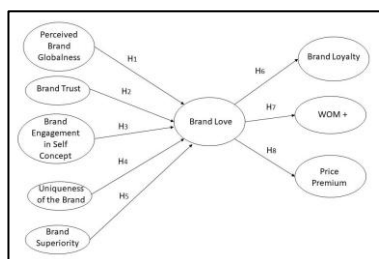 Perceived
Brand
Globalness
H1
Brand Trust
H2
Brand
Engagement
in Self
Concept
H3
Uniqueness
of the Brand
H4
Brand
Superiority
H5
Brand Love
H6
Brand Loyalty
H7
WOM +
H8
Price
Premium